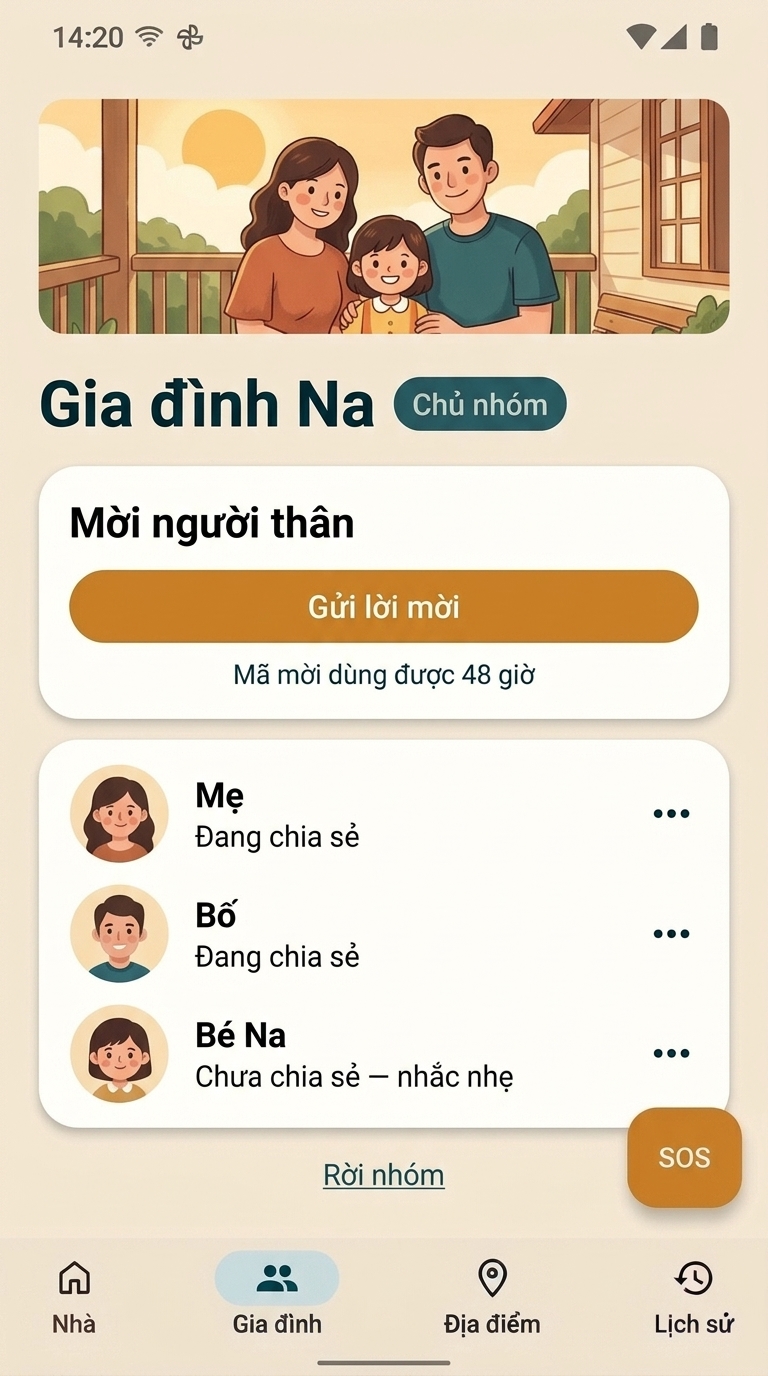 14:20
Gia đình Na
Chủ nhóm
Mời người thân
Gửi lời mời
Mã mời dùng được 48 giờ
Mẹ
Đang chia sẻ
Bố
Đang chia sẻ
Bé Na
Chưa chia sẻ — nhắc nhẹ
Rời nhóm
SOS
Nhà
Gia đình
Địa điểm
Lịch sử